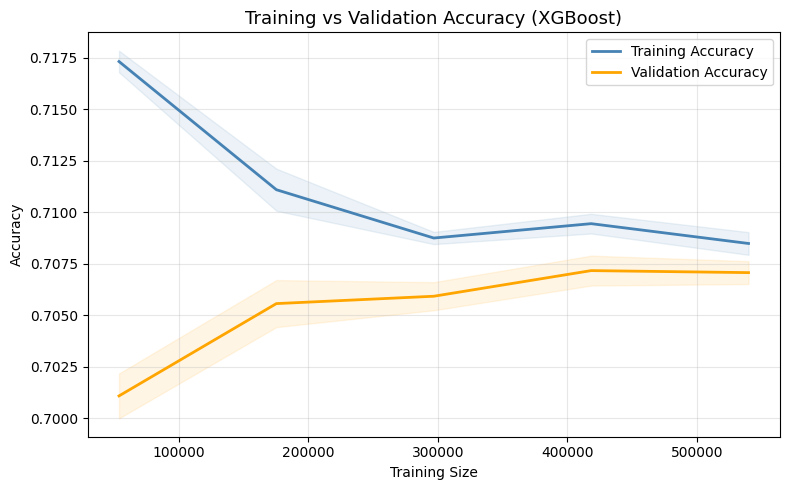 Training vs Validation Accuracy (XGBoost)
Training Accuracy
Validation Accuracy
Accuracy
0.7175
0.7150
0.7125
0.7100
0.7075
0.7050
0.7025
0.7000
100000 200000 300000 400000 500000
Training Size